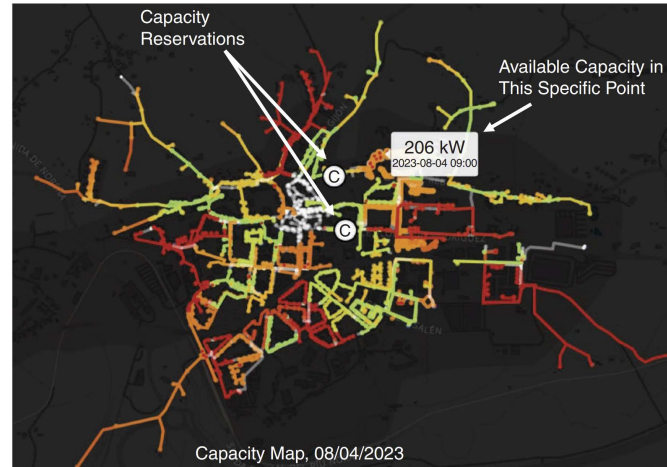 Capacity
Reservations
Available Capacity in
This Specific Point
206 kW
2023-08-04 09:00
C
C
Capacity Map, 08/04/2023